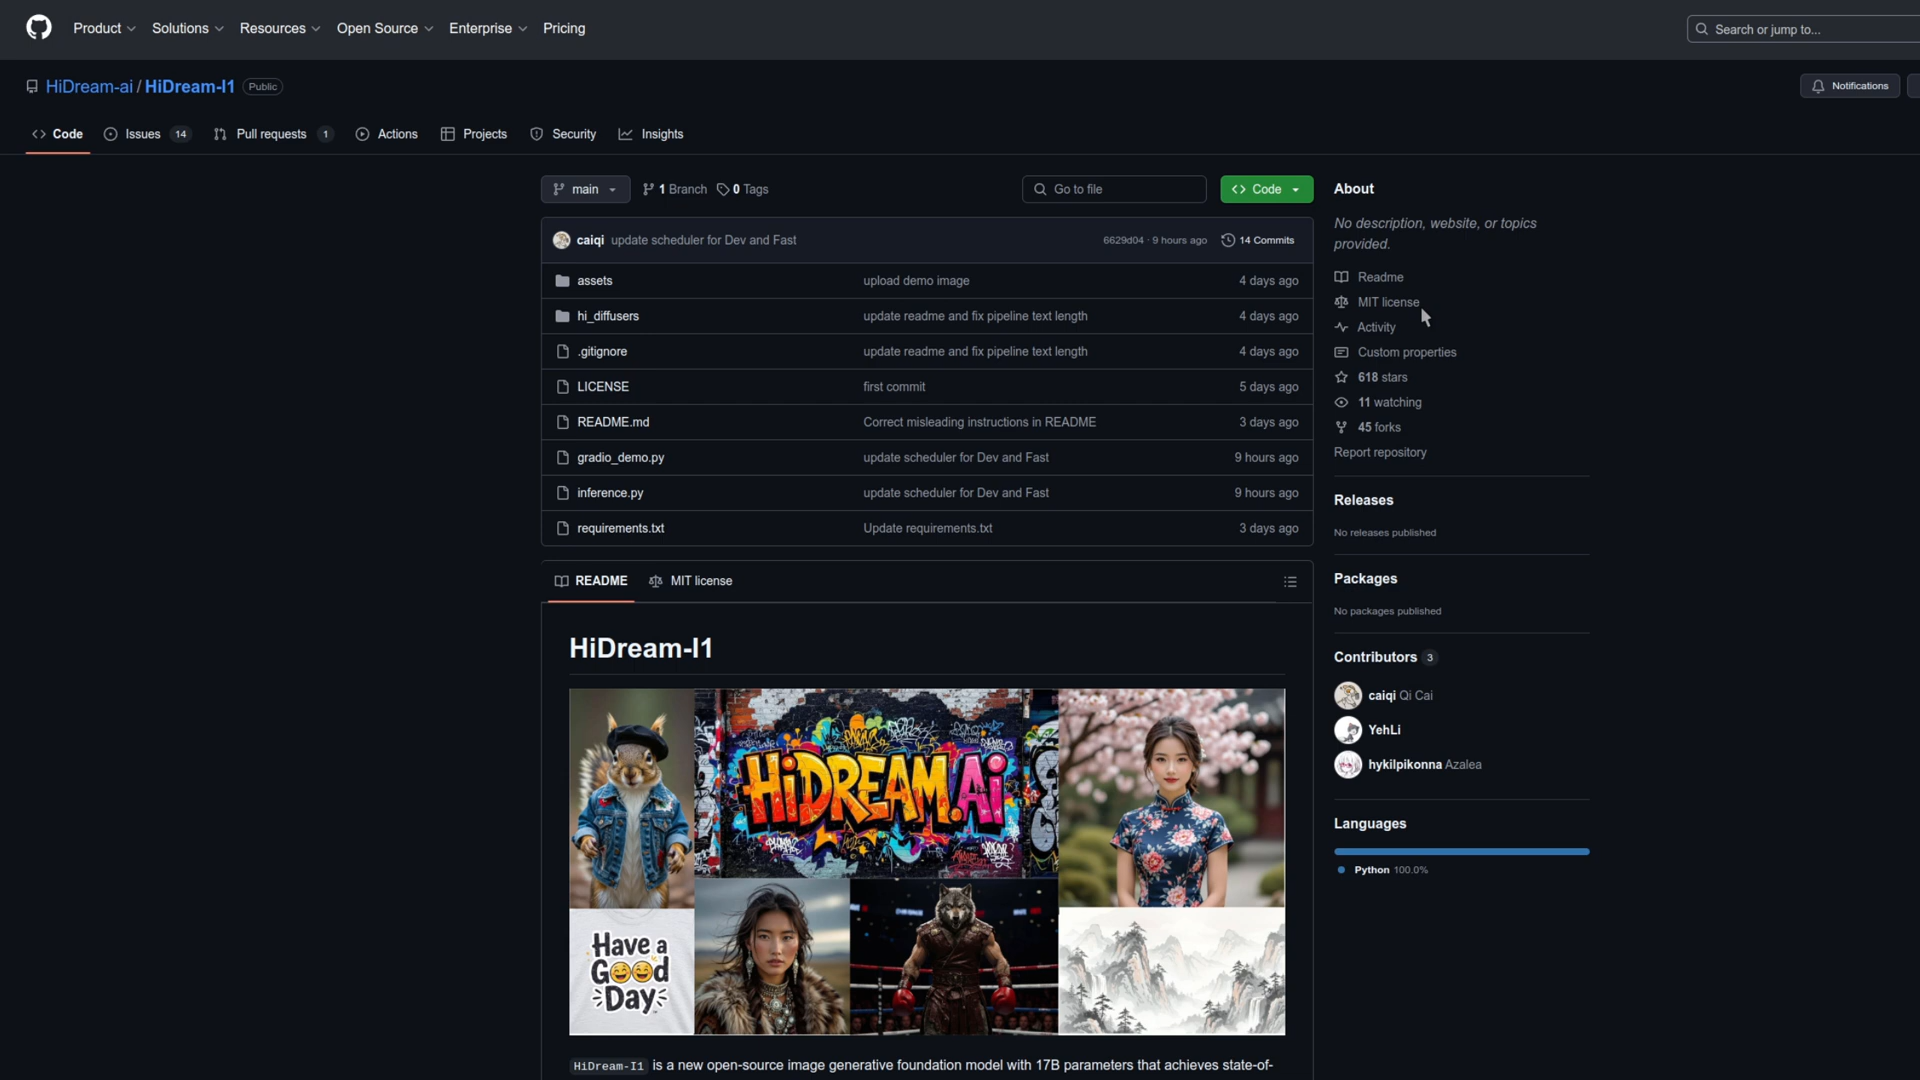 Product Solutions Resources Open Source Enterprise Pricing Search or jump to...
HiDream-ai / HiDream-I1 Public Notifications
Code Issues 14 Pull requests 1 Actions Projects Security Insights
main 1 Branch 0 Tags Go to file Code
caiqi update scheduler for Dev and Fast 6629d04 · 9 hours ago 14 Commits
assets upload demo image 4 days ago
hi_diffusers update readme and fix pipeline text length 4 days ago
.gitignore update readme and fix pipeline text length 4 days ago
LICENSE first commit 5 days ago
README.md Correct misleading instructions in README 3 days ago
gradio_demo.py update scheduler for Dev and Fast 9 hours ago
inference.py update scheduler for Dev and Fast 9 hours ago
requirements.txt Update requirements.txt 3 days ago
README MIT license
HiDream-I1
HiDREAM.Ai
Have a
Good
Day
HiDream-I1 is a new open-source image generative foundation model with 17B parameters that achieves state-of-
About
No description, website, or topics
provided.
Readme
MIT license
Activity
Custom properties
618 stars
11 watching
45 forks
Report repository
Releases
No releases published
Packages
No packages published
Contributors 3
caiqi Qi Cai
YehLi
hykilpikonna Azalea
Languages
Python 100.0%